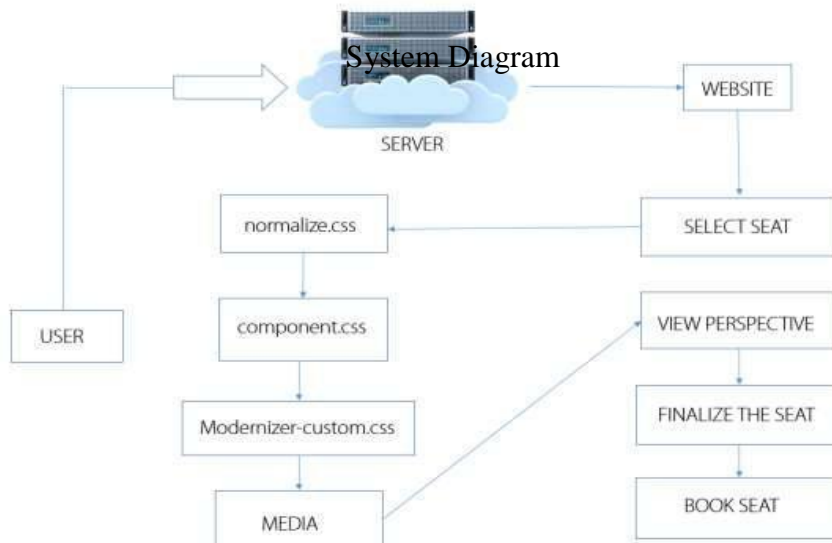 System Diagram
WEBSITE
SERVER
normalize.css
SELECT SEAT
USER
component.css
VIEW PERSPECTIVE
Modernizer-custom.css
FINALIZE THE SEAT
MEDIA
BOOK SEAT